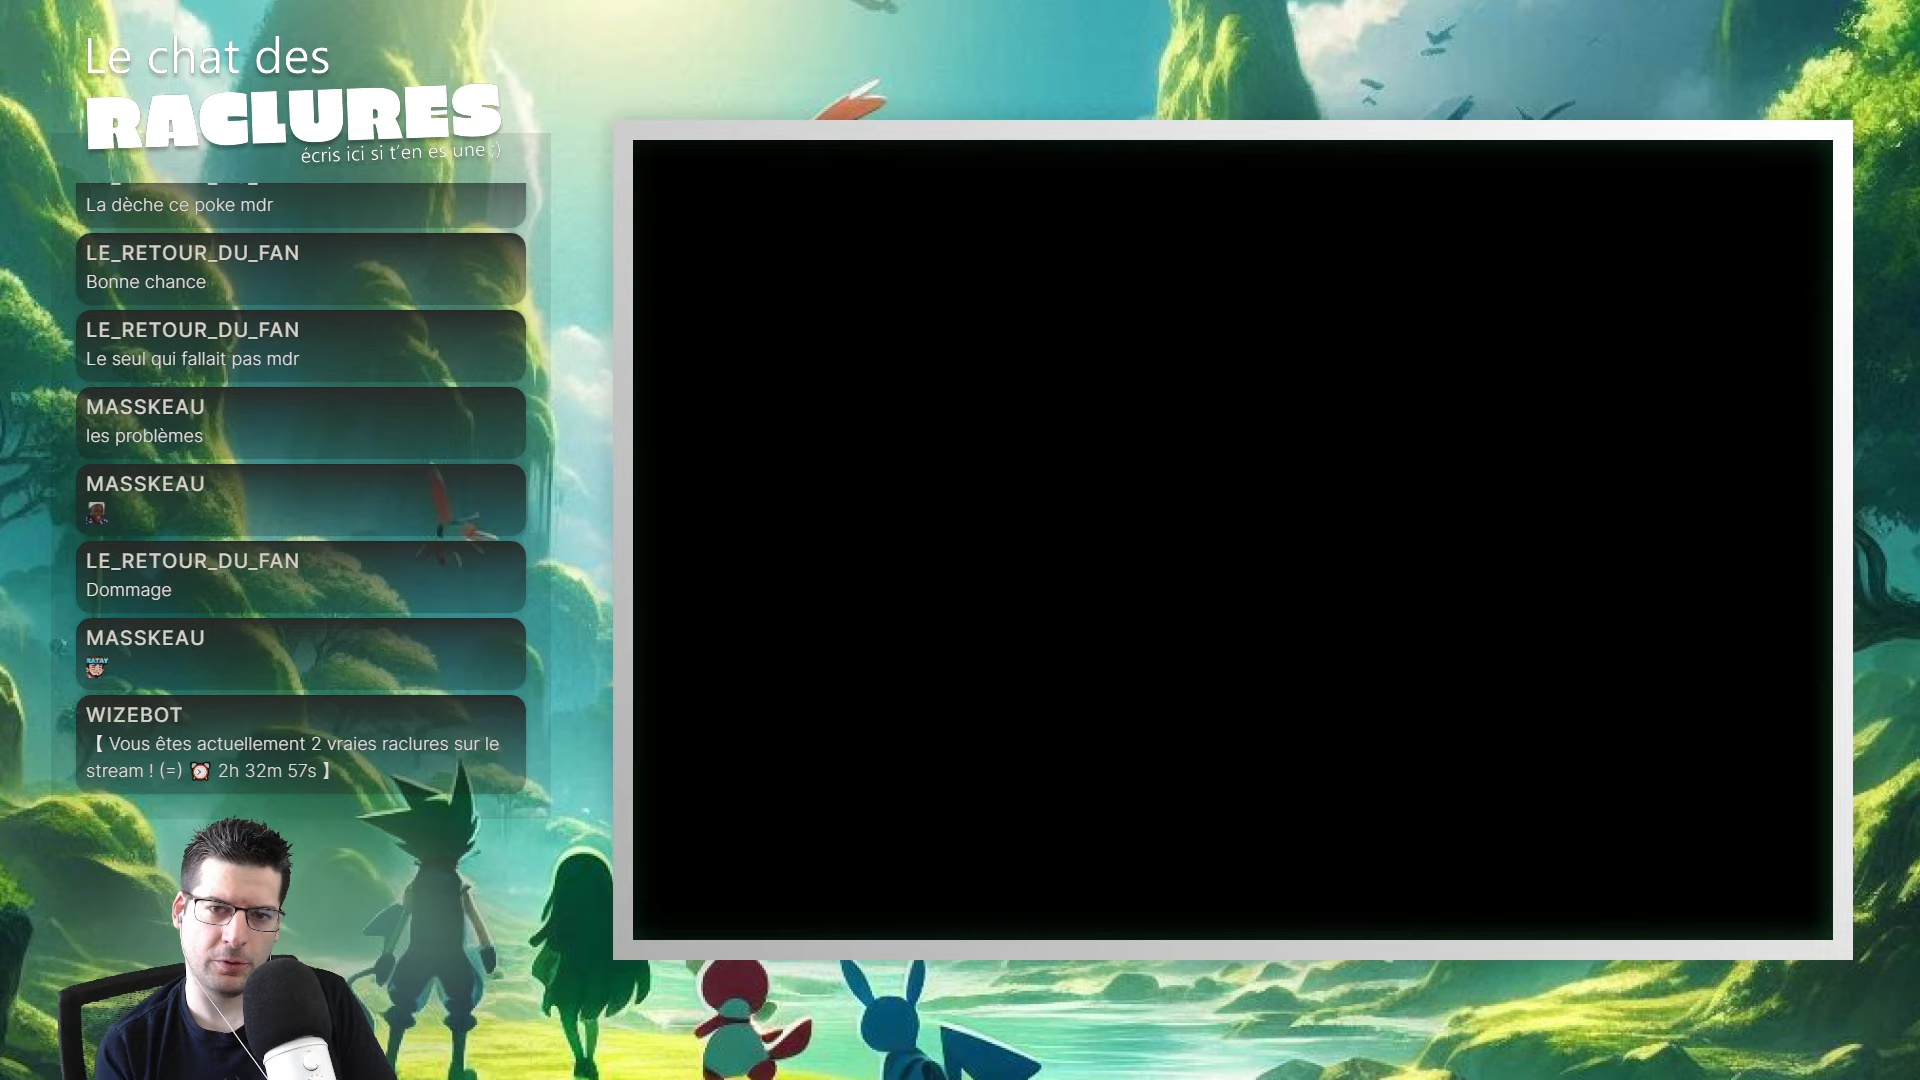 Le chat des
RACLURES
écris ici si t'en es une ;)
La dèche ce poke mdr
LE_RETOUR_DU_FAN
Bonne chance
LE_RETOUR_DU_FAN
Le seul qui fallait pas mdr
MASSKEAU
les problèmes
MASSKEAU
LE_RETOUR_DU_FAN
Dommage
MASSKEAU
WIZEBOT
【 Vous êtes actuellement 2 vraies raclures sur le
stream ! (=) ⏰ 2h 32m 57s 】